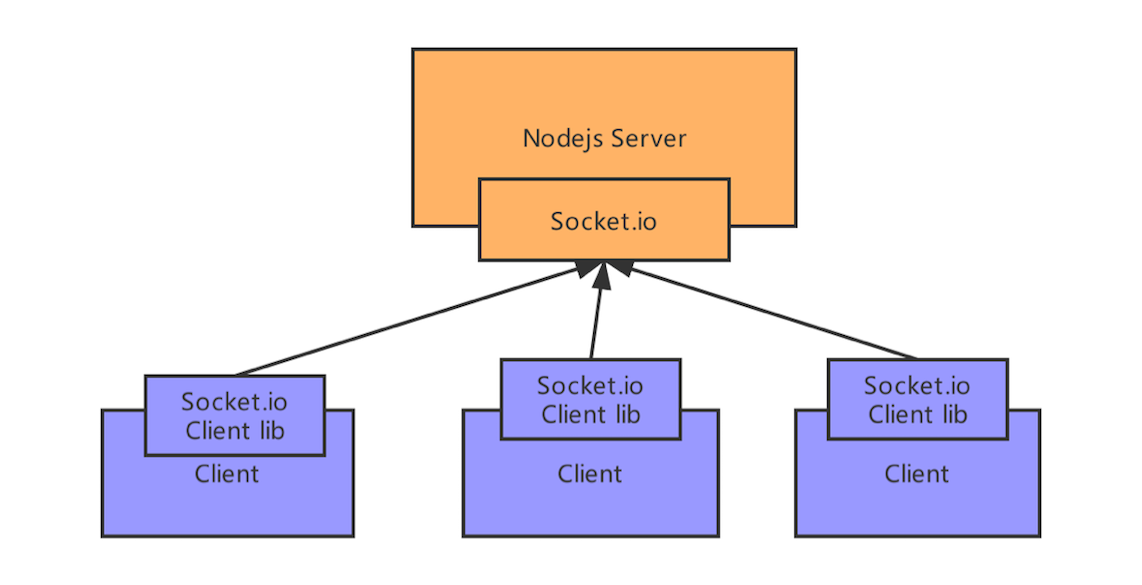 Nodejs Server
Socket.io
Socket.io
Client lib
Client
Socket.io
Client lib
Client
Socket.io
Client lib
Client